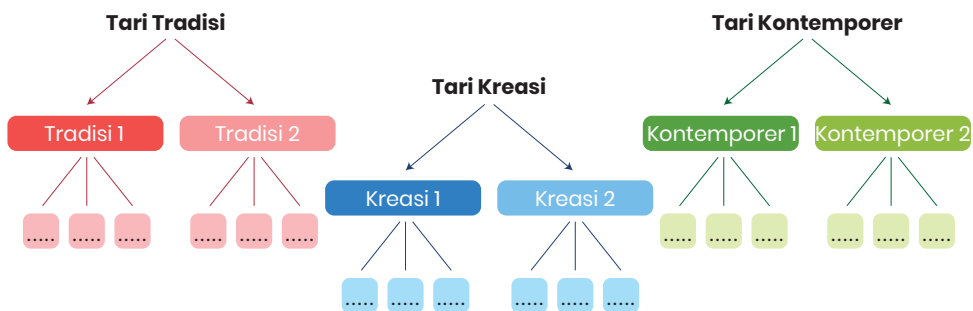 Tari Tradisi
Tari Kontemporer
Tari Kreasi
Tradisi 1
Tradisi 2
Kontemporer 1
Kontemporer 2
Kreasi 1
Kreasi 2
..... ..... ..... ..... ..... ..... ..... ..... ..... ..... ..... .....
..... ..... ..... ..... ..... .....